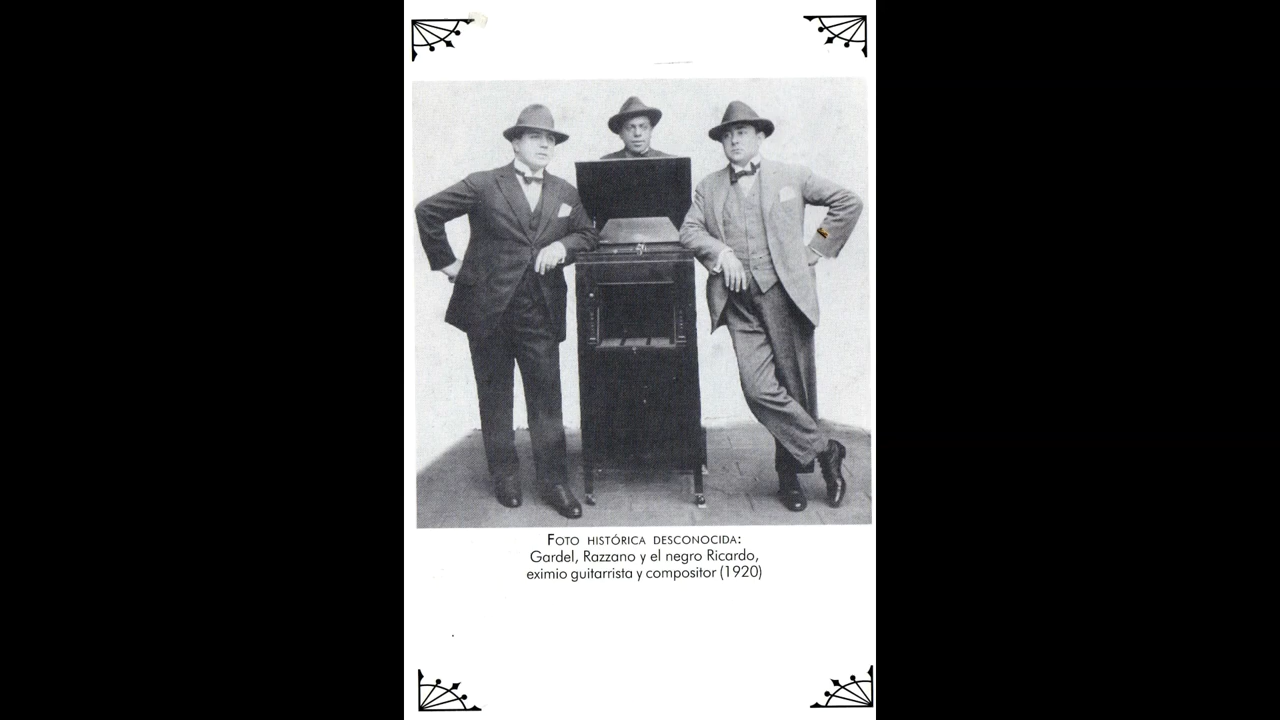 FOTO HISTÓRICA DESCONOCIDA:
Gardel, Razzano y el negro Ricardo,
eximio guitarrista y compositor (1920)